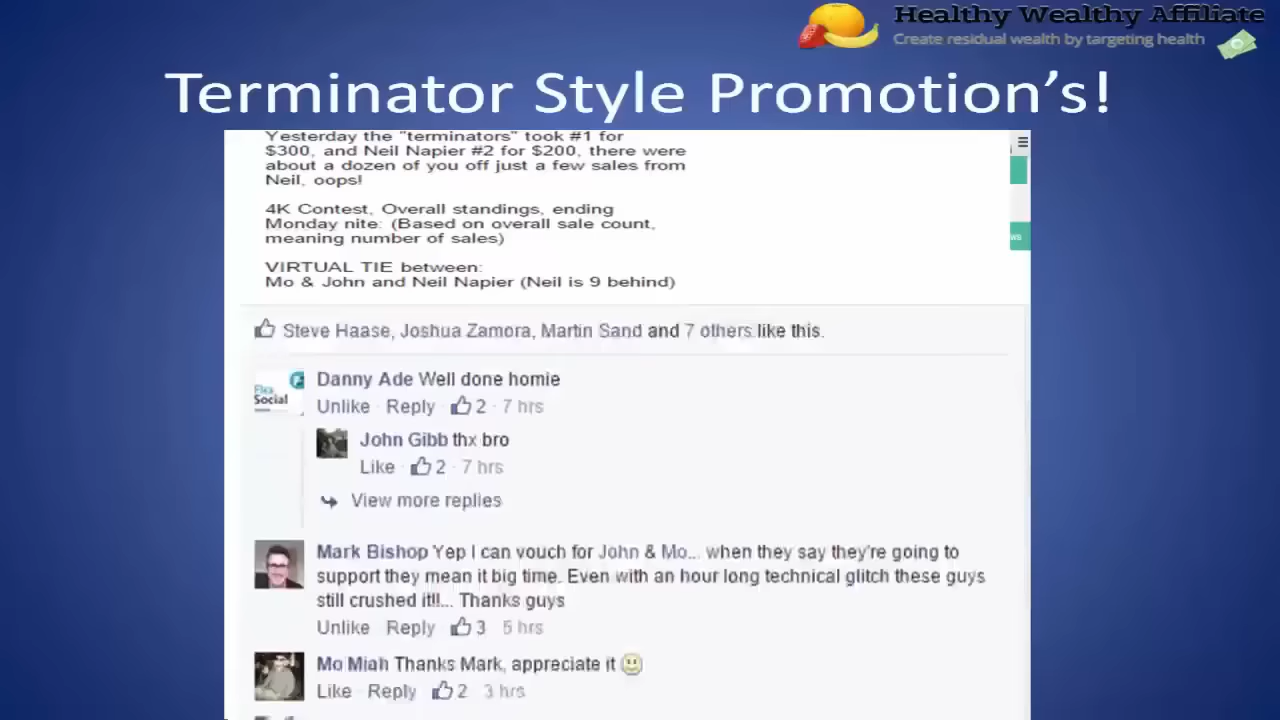 Healthy Wealthy Affiliate
Create residual wealth by targeting health
Terminator Style Promotion’s!
Yesterday the "terminators" took #1 for
$300, and Neil Napier #2 for $200, there were
about a dozen of you off just a few sales from
Neil, oops!
4K Contest, Overall standings, ending
Monday nite: (Based on overall sale count,
meaning number of sales)
VIRTUAL TIE between:
Mo & John and Neil Napier (Neil is 9 behind)
ws
Steve Haase, Joshua Zamora, Martin Sand and 7 others like this.
Flex
Social
Danny Ade Well done homie
Unlike · Reply · 2 · 7 hrs
John Gibb thx bro
Like · 2 · 7 hrs
View more replies
Mark Bishop Yep I can vouch for John & Mo... when they say they're going to
support they mean it big time. Even with an hour long technical glitch these guys
still crushed it!!... Thanks guys
Unlike Reply 3 5 hrs
Mo Miah Thanks Mark, appreciate it
Like · Reply · 2 · 3 hrs